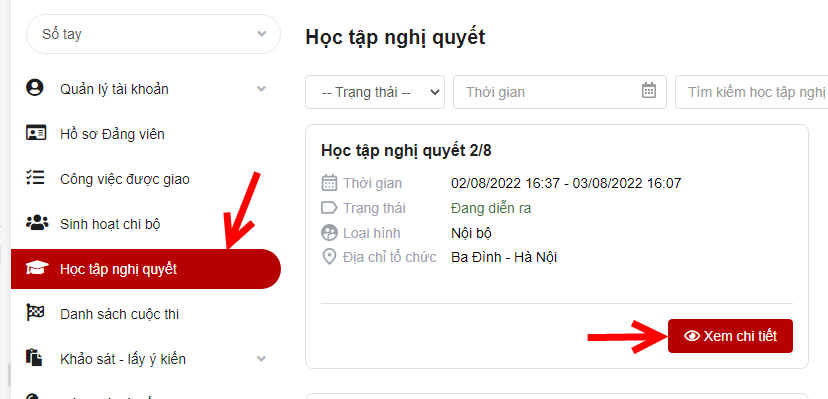 Sổ tay
Quản lý tài khoản
Hồ sơ Đảng viên
Công việc được giao
Sinh hoạt chi bộ
Học tập nghị quyết
Danh sách cuộc thi
Khảo sát - lấy ý kiến
Học tập nghị quyết
-- Trạng thái --
Thời gian
Tìm kiếm học tập nghị
Học tập nghị quyết 2/8
Thời gian 02/08/2022 16:37 - 03/08/2022 16:07
Trạng thái Đang diễn ra
Loại hình Nội bộ
Địa chỉ tổ chức Ba Đình - Hà Nội
Xem chi tiết